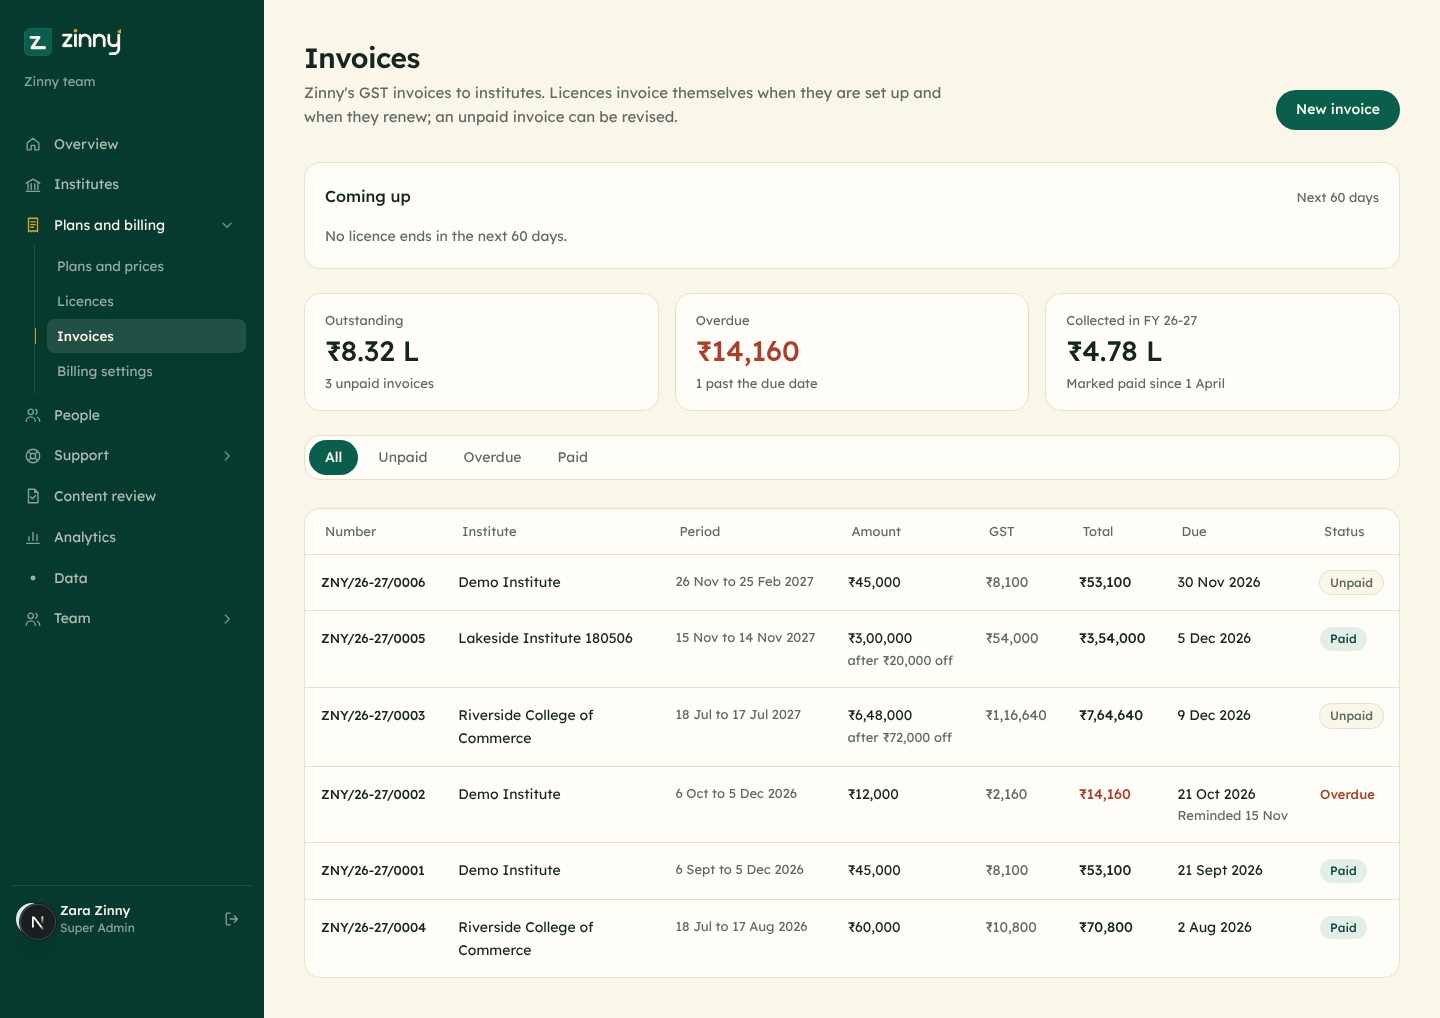 zinny
Zinny team
Overview
Institutes
Plans and billing
Plans and prices
Licences
Invoices
Billing settings
People
Support
Content review
Analytics
Data
Team
N
Zara Zinny
Super Admin
Invoices
Zinny's GST invoices to institutes. Licences invoice themselves when they are set up and
when they renew; an unpaid invoice can be revised.
New invoice
Coming up Next 60 days
No licence ends in the next 60 days.
Outstanding
₹8.32 L
3 unpaid invoices
Overdue
₹14,160
1 past the due date
Collected in FY 26-27
₹4.78 L
Marked paid since 1 April
All Unpaid Overdue Paid
Number Institute Period Amount GST Total Due Status
ZNY/26-27/0006 Demo Institute 26 Nov to 25 Feb 2027 ₹45,000 ₹8,100 ₹53,100 30 Nov 2026 Unpaid
ZNY/26-27/0005 Lakeside Institute 180506 15 Nov to 14 Nov 2027 ₹3,00,000 ₹54,000 ₹3,54,000 5 Dec 2026 Paid
after ₹20,000 off
ZNY/26-27/0003 Riverside College of 18 Jul to 17 Jul 2027 ₹6,48,000 ₹1,16,640 ₹7,64,640 9 Dec 2026 Unpaid
Commerce after ₹72,000 off
ZNY/26-27/0002 Demo Institute 6 Oct to 5 Dec 2026 ₹12,000 ₹2,160 ₹14,160 21 Oct 2026 Overdue
Reminded 15 Nov
ZNY/26-27/0001 Demo Institute 6 Sept to 5 Dec 2026 ₹45,000 ₹8,100 ₹53,100 21 Sept 2026 Paid
ZNY/26-27/0004 Riverside College of 18 Jul to 17 Aug 2026 ₹60,000 ₹10,800 ₹70,800 2 Aug 2026 Paid
Commerce